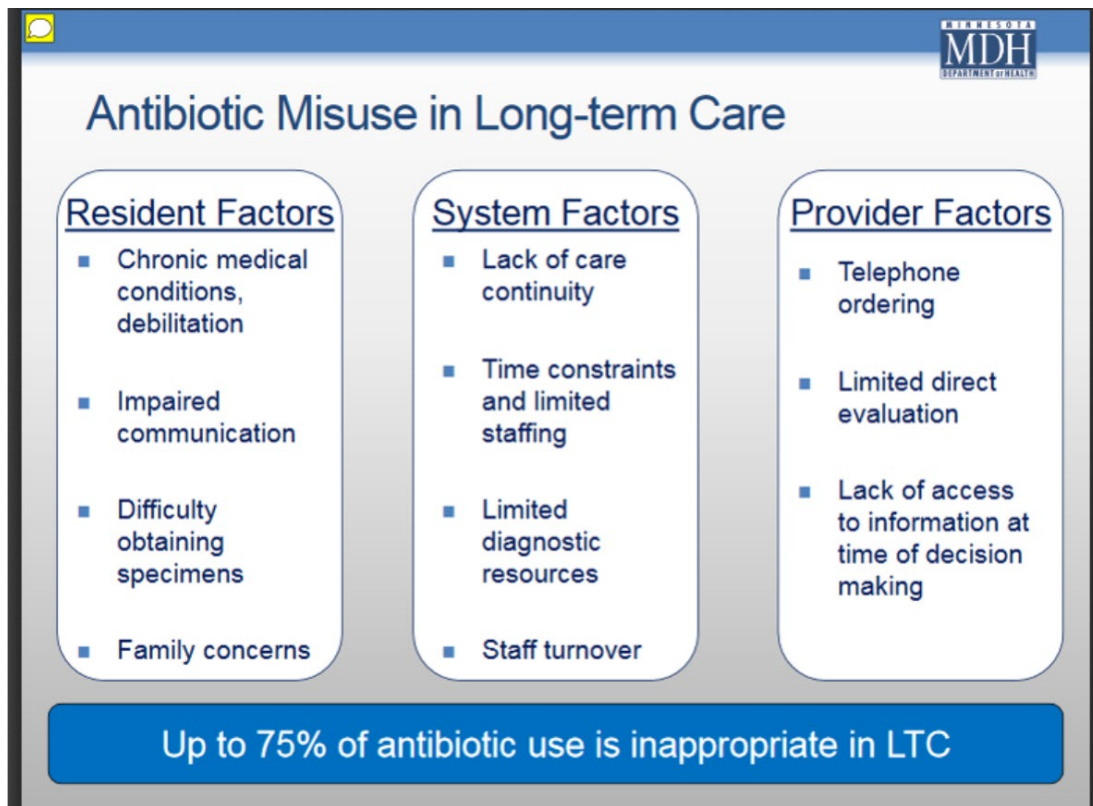 MINNESOTA
MDH
DEPARTMENT of HEALTH
Antibiotic Misuse in Long-term Care
Resident Factors
Chronic medical
conditions,
debilitation
Impaired
communication
Difficulty
obtaining
specimens
Family concerns
System Factors
Lack of care
continuity
Time constraints
and limited
staffing
Limited
diagnostic
resources
Staff turnover
Provider Factors
Telephone
ordering
Limited direct
evaluation
Lack of access
to information at
time of decision
making
Up to 75% of antibiotic use is inappropriate in LTC